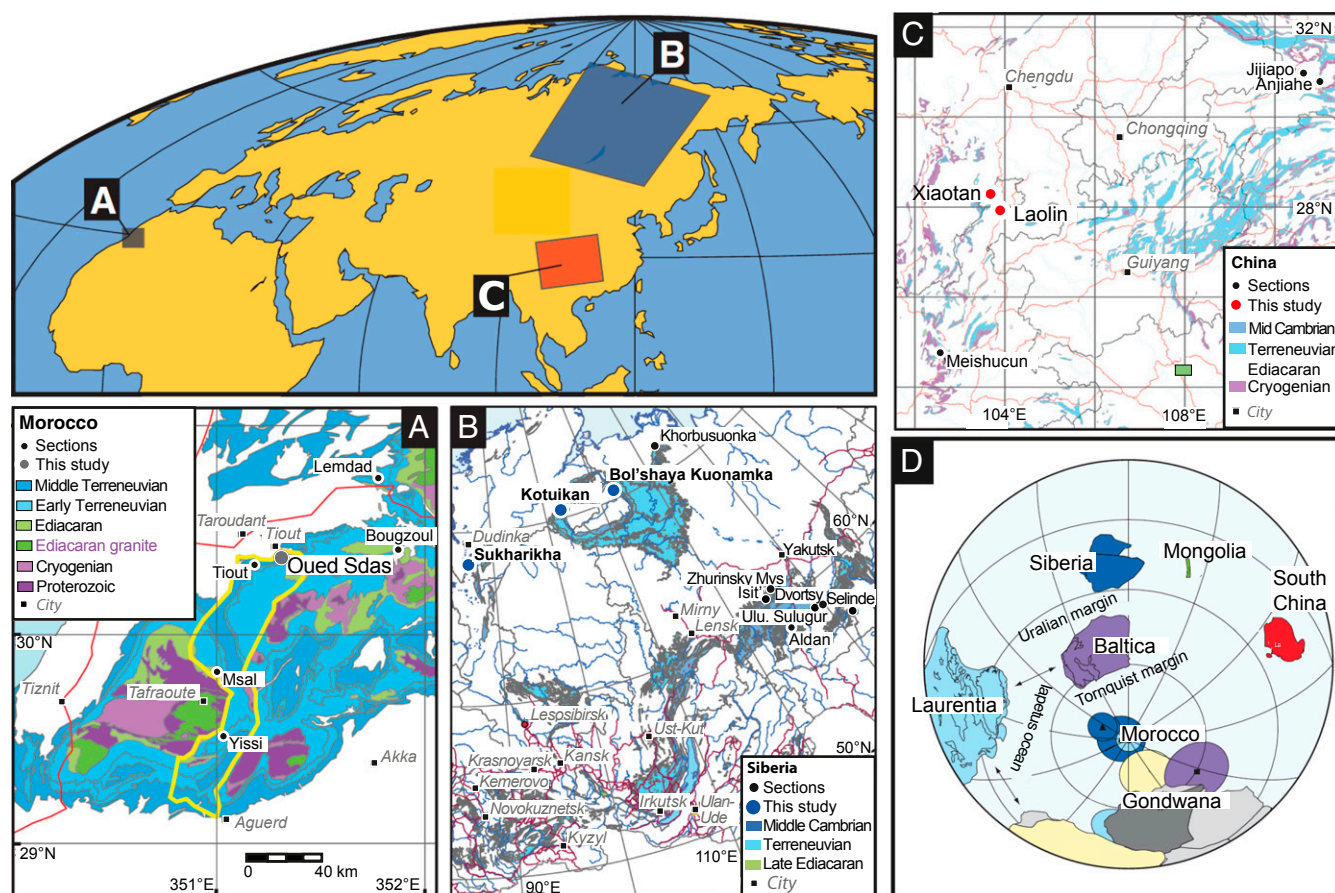 A
B
C
C
32°N
Jijiapo
Anjiahe
Chengdu
Chongqing
Xiaotan
Laolin
28°N
Guiyang
Meishucun
104°E
108°E
China
Sections
This study
Mid Cambrian
Terreneuvian
Ediacaran
Cryogenian
City
A
Morocco
Sections
This study
Middle Terreneuvian
Early Terreneuvian
Ediacaran
Ediacaran granite
Cryogenian
Proterozoic
City
Lemdad
Taroudant
Tiout
Bougzoul
Tiout
Oued Sdas
30°N
Msal
Tiznit
Tafraoute
Yissi
Akka
Aguerd
29°N
0 40 km
351°E
352°E
B
Khorbusuonka
Bol'shaya Kuonamka
Kotuikan
Dudinka
Sukharikha
60°N
Yakutsk
Zhurinsky Mys
Isit'
Dvortsy
Selinde
Ulu. Sulugur
Aldan
Mirny
Lensk
Lespsibirsk
Ust-Kut
50°N
Krasnoyarsk
Kansk
Kemerovo
Novokuznetsk
Irkutsk
Ulan-
Ude
Kyzyl
110°E
90°E
Siberia
Sections
This study
Middle Cambrian
Terreneuvian
Late Ediacaran
City
D
Siberia
Mongolia
South
China
La
Uralian margin
Baltica
Tornquist margin
Laurentia
Iapetus ocean
Morocco
Gondwana